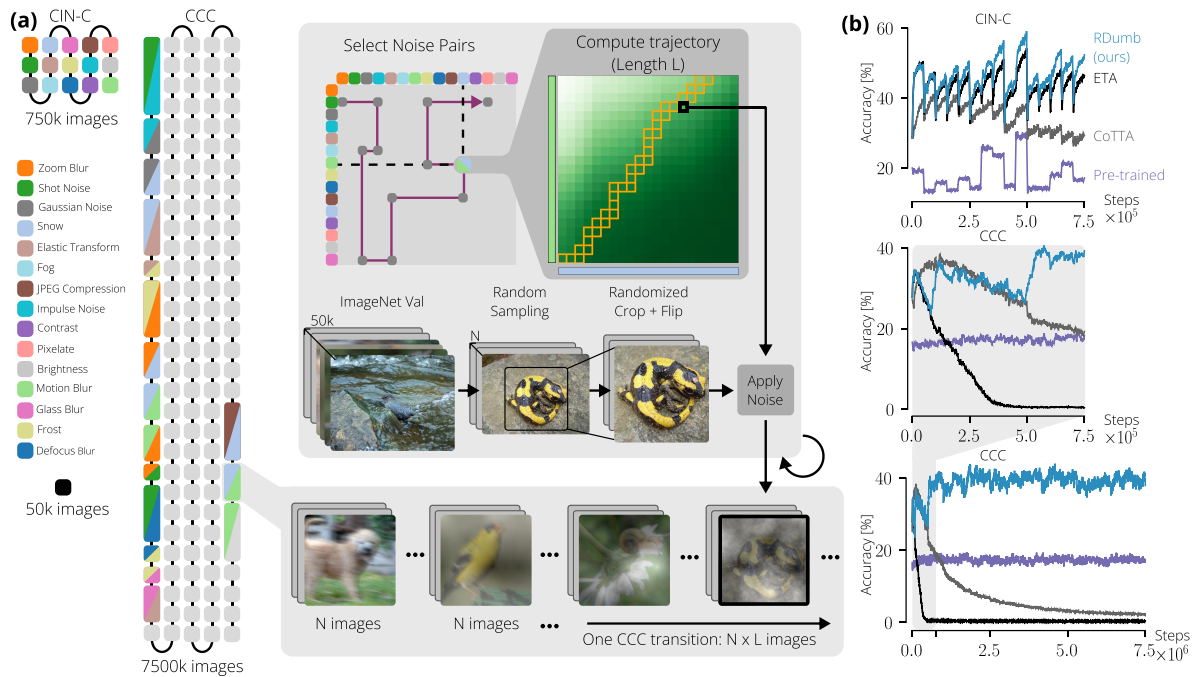 (a)
CIN-C
CCC
750k images
Zoom Blur
Shot Noise
Gaussian Noise
Snow
Elastic Transform
Fog
JPEG Compression
Impulse Noise
Contrast
Pixelate
Brightness
Motion Blur
Glass Blur
Frost
Defocus Blur
50k images
7500k images
Select Noise Pairs
Compute trajectory
(Length L)
ImageNet Val
Random
Sampling
Randomized
Crop + Flip
50k
N
Apply
Noise
N images
•••
N images
•••
•••
•••
•••
One CCC transition: N x L images
(b)
CIN-C
Accuracy [%]
60
40
20
RDumb
(ours)
ETA
CoTTA
Pre-trained
0.0
2.5
5.0
7.5
Steps
×10⁵
CCC
Accuracy [%]
40
20
0
0.0
2.5
5.0
7.5
Steps
×10⁵
CCC
Accuracy [%]
40
20
0
0.0
2.5
5.0
7.5
Steps
×10⁶